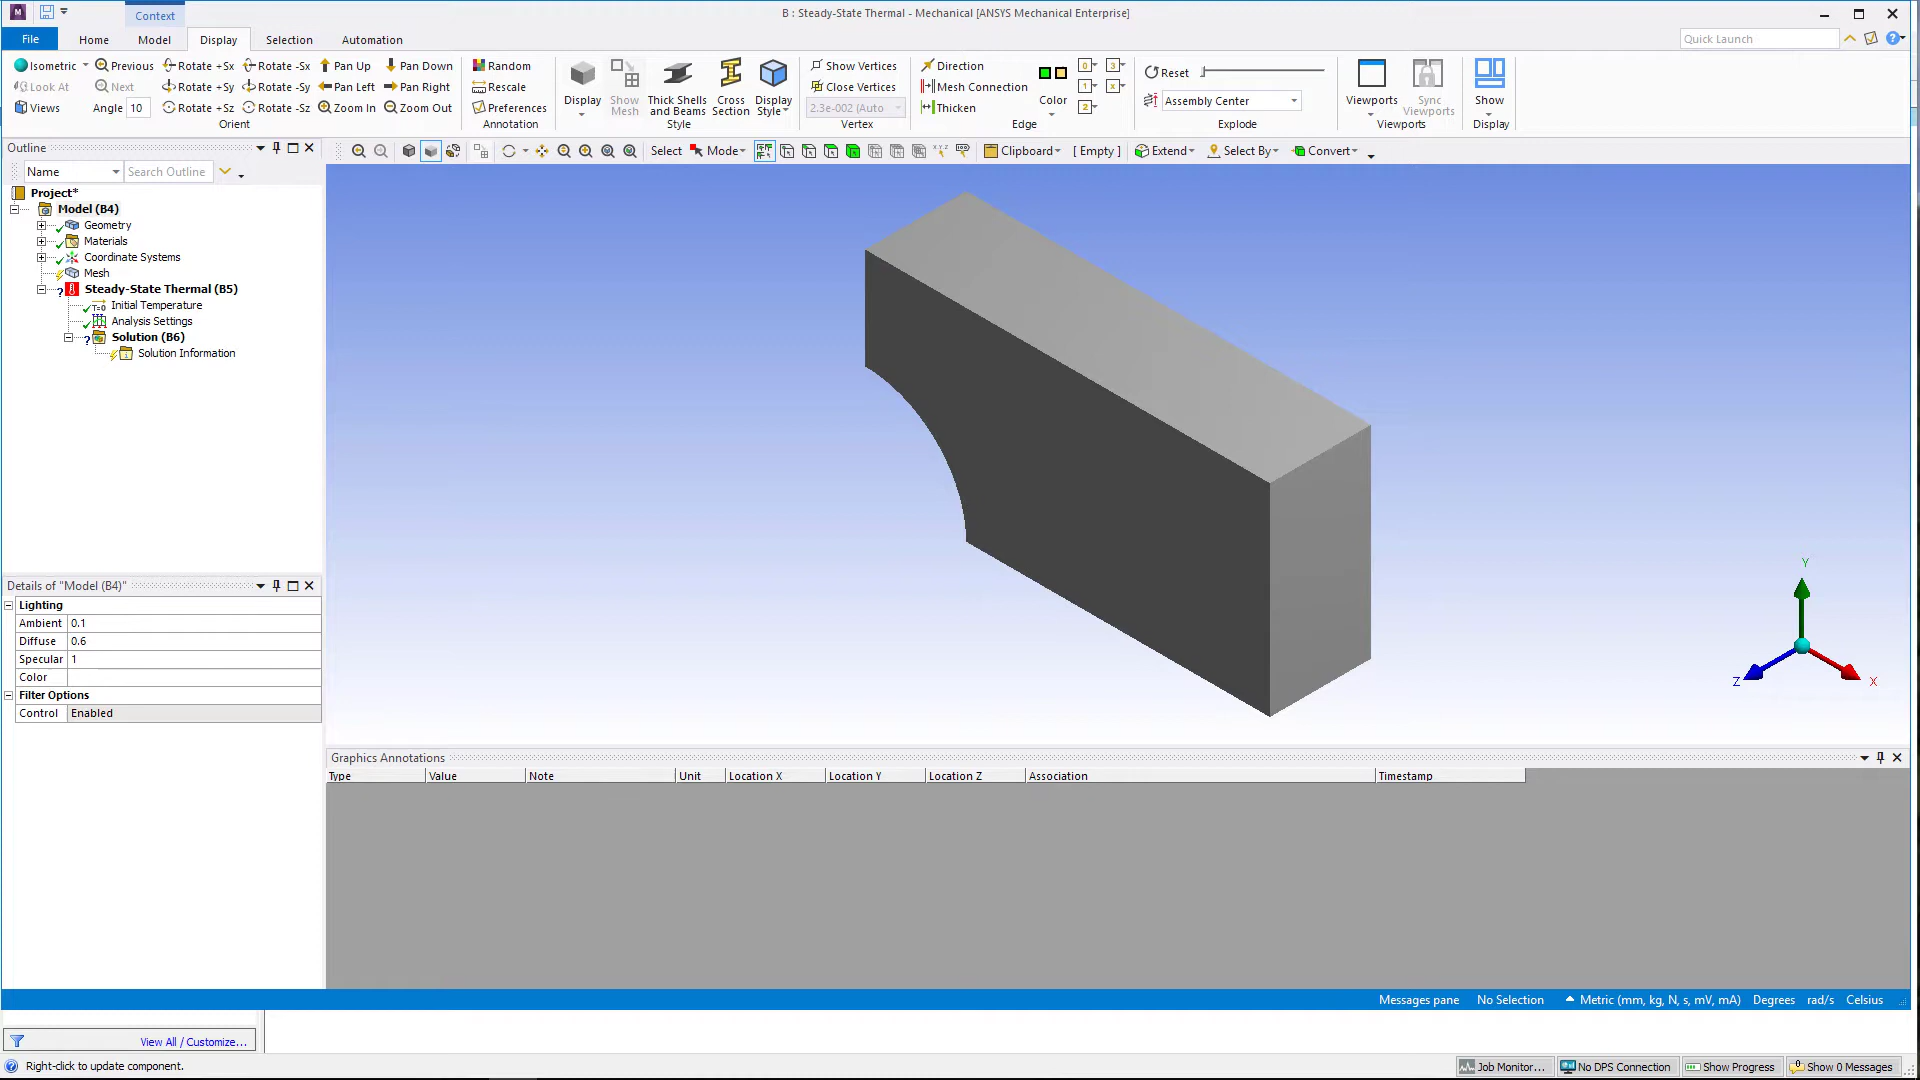 Context
B : Steady-State Thermal - Mechanical [ANSYS Mechanical Enterprise]
File Home Model Display Selection Automation
Quick Launch
Isometric Previous Rotate +Sx Rotate -Sx Pan Up Pan Down
Look At Next Rotate +Sy Rotate -Sy Pan Left Pan Right
Views Angle 10 Rotate +Sz Rotate -Sz Zoom In Zoom Out
Orient
Random
Rescale
Preferences
Annotation
Display
Show Mesh
Thick Shells and Beams
Cross Section
Display Style
Style
Show Vertices
Close Vertices
2.3e-002 (Auto
Vertex
Direction
Mesh Connection
Thicken
Color
0 3
1 x
2
Edge
Reset
Assembly Center
Explode
Viewports
Sync Viewports
Viewports
Show
Display
Outline
Name Search Outline
Select Mode Clipboard [ Empty ] Extend Select By Convert
Project*
Model (B4)
Geometry
Materials
Coordinate Systems
Mesh
Steady-State Thermal (B5)
Initial Temperature
Analysis Settings
Solution (B6)
Solution Information
Details of "Model (B4)"
Lighting
Ambient 0.1
Diffuse 0.6
Specular 1
Color
Filter Options
Control Enabled
Y
Z
X
Graphics Annotations
Type Value Note Unit Location X Location Y Location Z Association Timestamp
Messages pane No Selection Metric (mm, kg, N, s, mV, mA) Degrees rad/s Celsius
View All / Customize...
Right-click to update component.
Job Monitor... No DPS Connection Show Progress Show 0 Messages